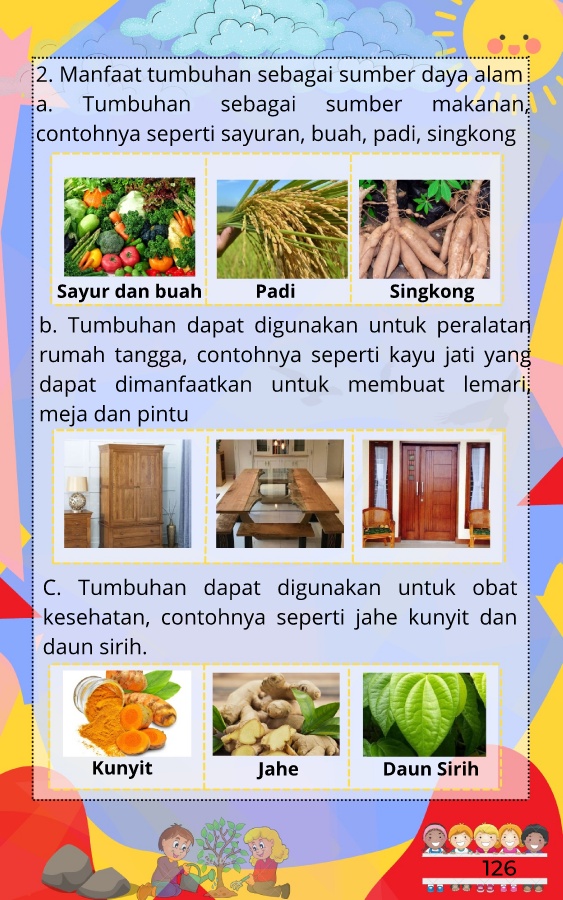 2. Manfaat tumbuhan sebagai sumber daya alam
a. Tumbuhan sebagai sumber makanan,
contohnya seperti sayuran, buah, padi, singkong
Sayur dan buah Padi Singkong
b. Tumbuhan dapat digunakan untuk peralatan
rumah tangga, contohnya seperti kayu jati yang
dapat dimanfaatkan untuk membuat lemari,
meja dan pintu
C. Tumbuhan dapat digunakan untuk obat
kesehatan, contohnya seperti jahe kunyit dan
daun sirih.
Kunyit Jahe Daun Sirih
126